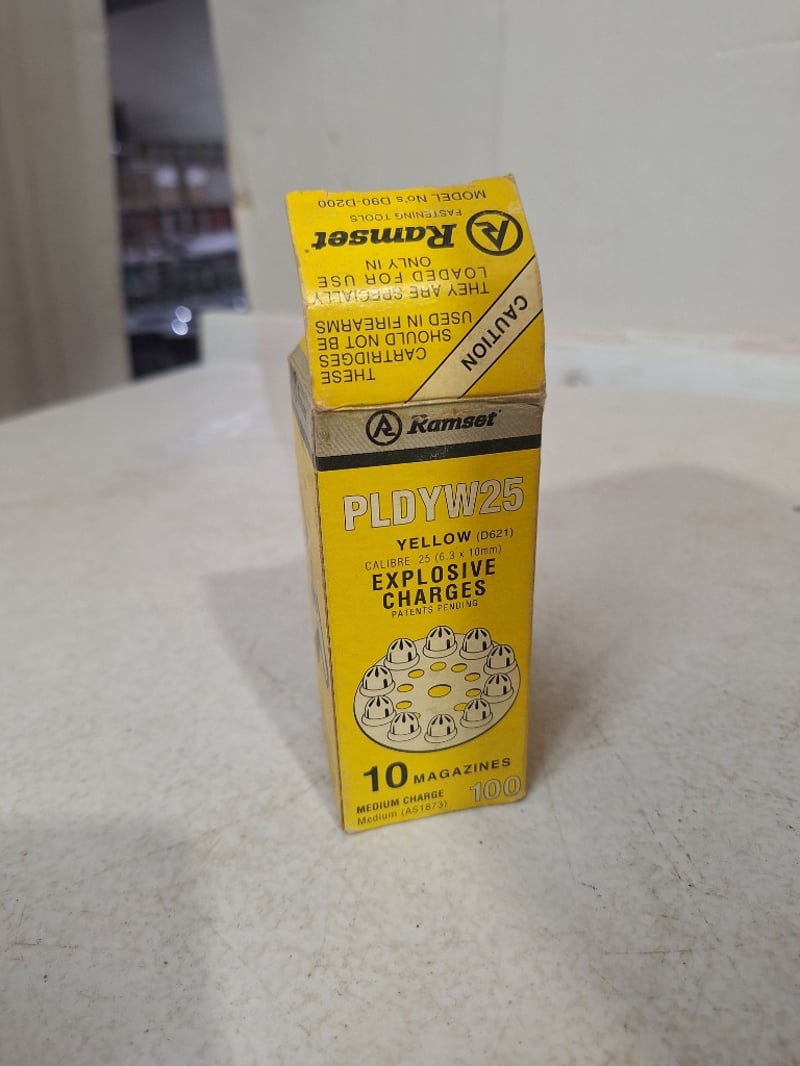 CAUTION
THESE
CARTRIDGES
SHOULD NOT BE
USED IN FIREARMS
THEY ARE SPECIALLY
LOADED FOR USE
ONLY IN
Ramset
FASTENING TOOLS
MODEL No's D90-D200
Ramset
PLDYW25
YELLOW (D621)
CALIBRE .25 (6.3 x 10mm)
EXPLOSIVE
CHARGES
PATENTS PENDING
10 MAGAZINES
MEDIUM CHARGE 100
Medium (AS1873)